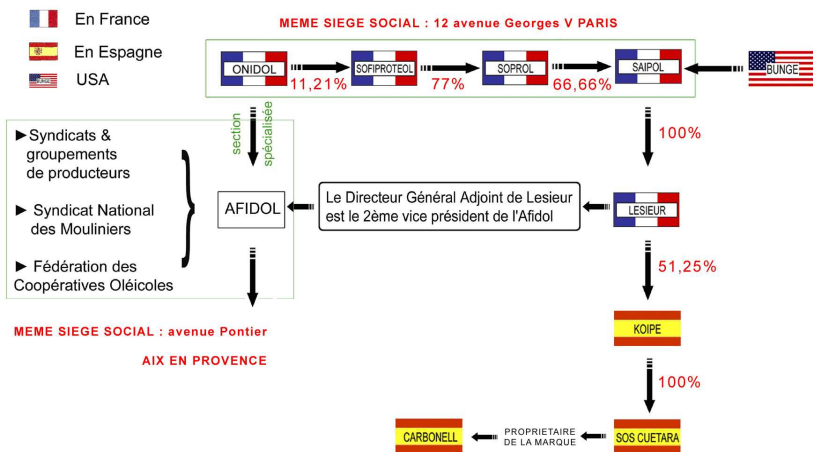 En France
En Espagne
BUNGE
USA
MEME SIEGE SOCIAL : 12 avenue Georges V PARIS
ONIDOL
11,21%
SOFIPROTEOL
77%
SOPROL
66,66%
SAIPOL
BUNGE
section
spécialisée
100%
►Syndicats &
groupements
de producteurs
► Syndicat National
des Mouliniers
► Fédération des
Coopératives Oléicoles
AFIDOL
Le Directeur Général Adjoint de Lesieur
est le 2ème vice président de l'Afidol
LESIEUR
51,25%
MEME SIEGE SOCIAL : avenue Pontier
AIX EN PROVENCE
KOIPE
100%
CARBONELL
PROPRIETAIRE
DE LA MARQUE
SOS CUETARA